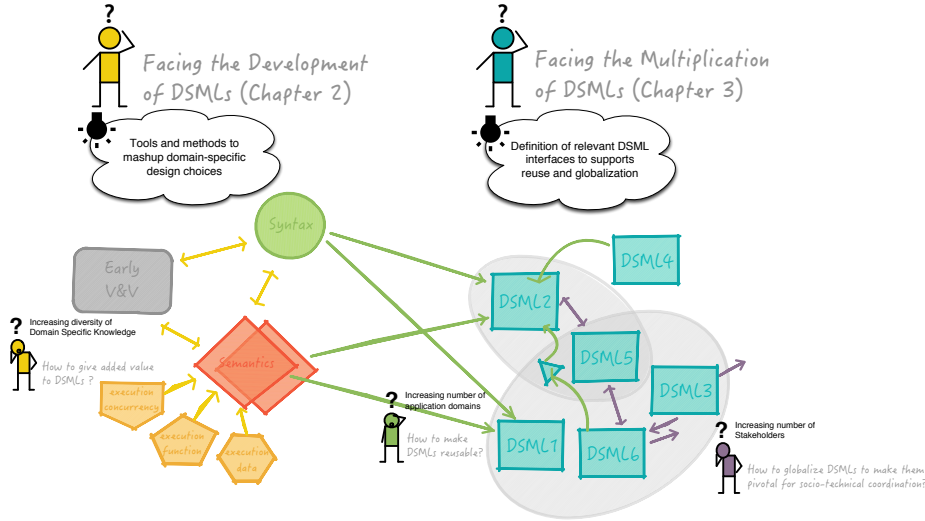 ?
?
Facing the Development
of DSMLs (Chapter 2)
Facing the Multiplication
of DSMLs (Chapter 3)
Tools and methods to
mashup domain-specific
design choices
Definition of relevant DSML
interfaces to supports
reuse and globalization
Syntax
Early
V&V
DSML4
DSML2
?
Increasing diversity of
Domain Specific Knowledge
How to give added value
to DSMLs ?
Semantics
DSML5
execution
concurrency
execution
function
execution
data
?
Increasing number of
application domains
How to make
DSMLs reusable?
DSML3
DSML1
DSML6
?
Increasing number of
Stakeholders
How to globalize DSMLs to make them
pivotal for socio-technical coordination?